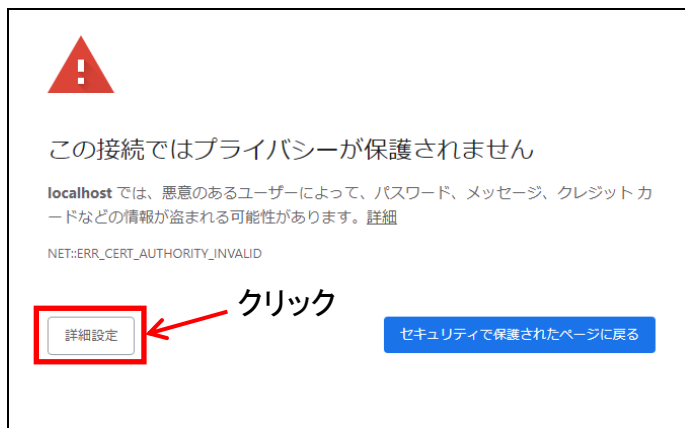 この接続ではプライバシーが保護されません
localhost では、悪意のあるユーザーによって、パスワード、メッセージ、クレジット カ
ードなどの情報が盗まれる可能性があります。詳細
NET::ERR_CERT_AUTHORITY_INVALID
クリック
詳細設定
セキュリティで保護されたページに戻る